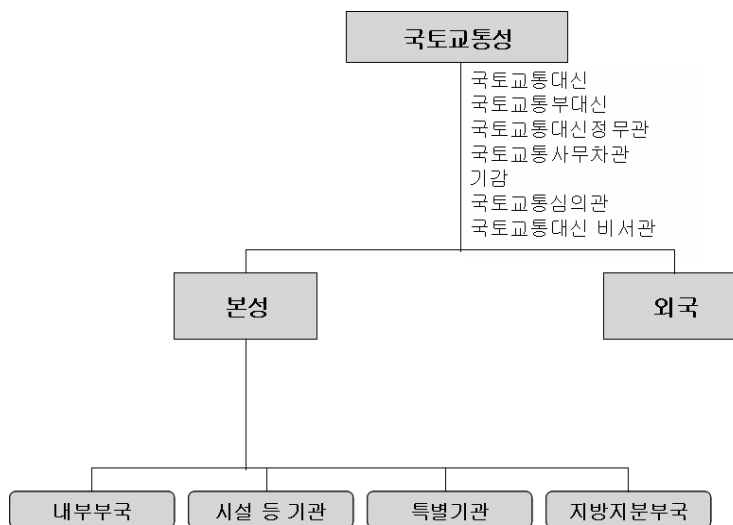 국토교통성
국토교통대신
국토교통부대신
국토교통대신정무관
국토교통사무차관
기감
국토교통심의관
국토교통대신 비서관
본성
외국
내부부국
시설 등 기관
특별기관
지방지분부국